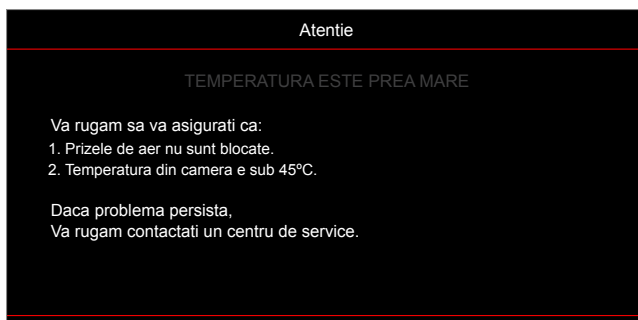 Atentie
TEMPERATURA ESTE PREA MARE
Va rugam sa va asigurati ca:
1. Prizele de aer nu sunt blocate.
2. Temperatura din camera e sub 45ºC.
Daca problema persista,
Va rugam contactati un centru de service.